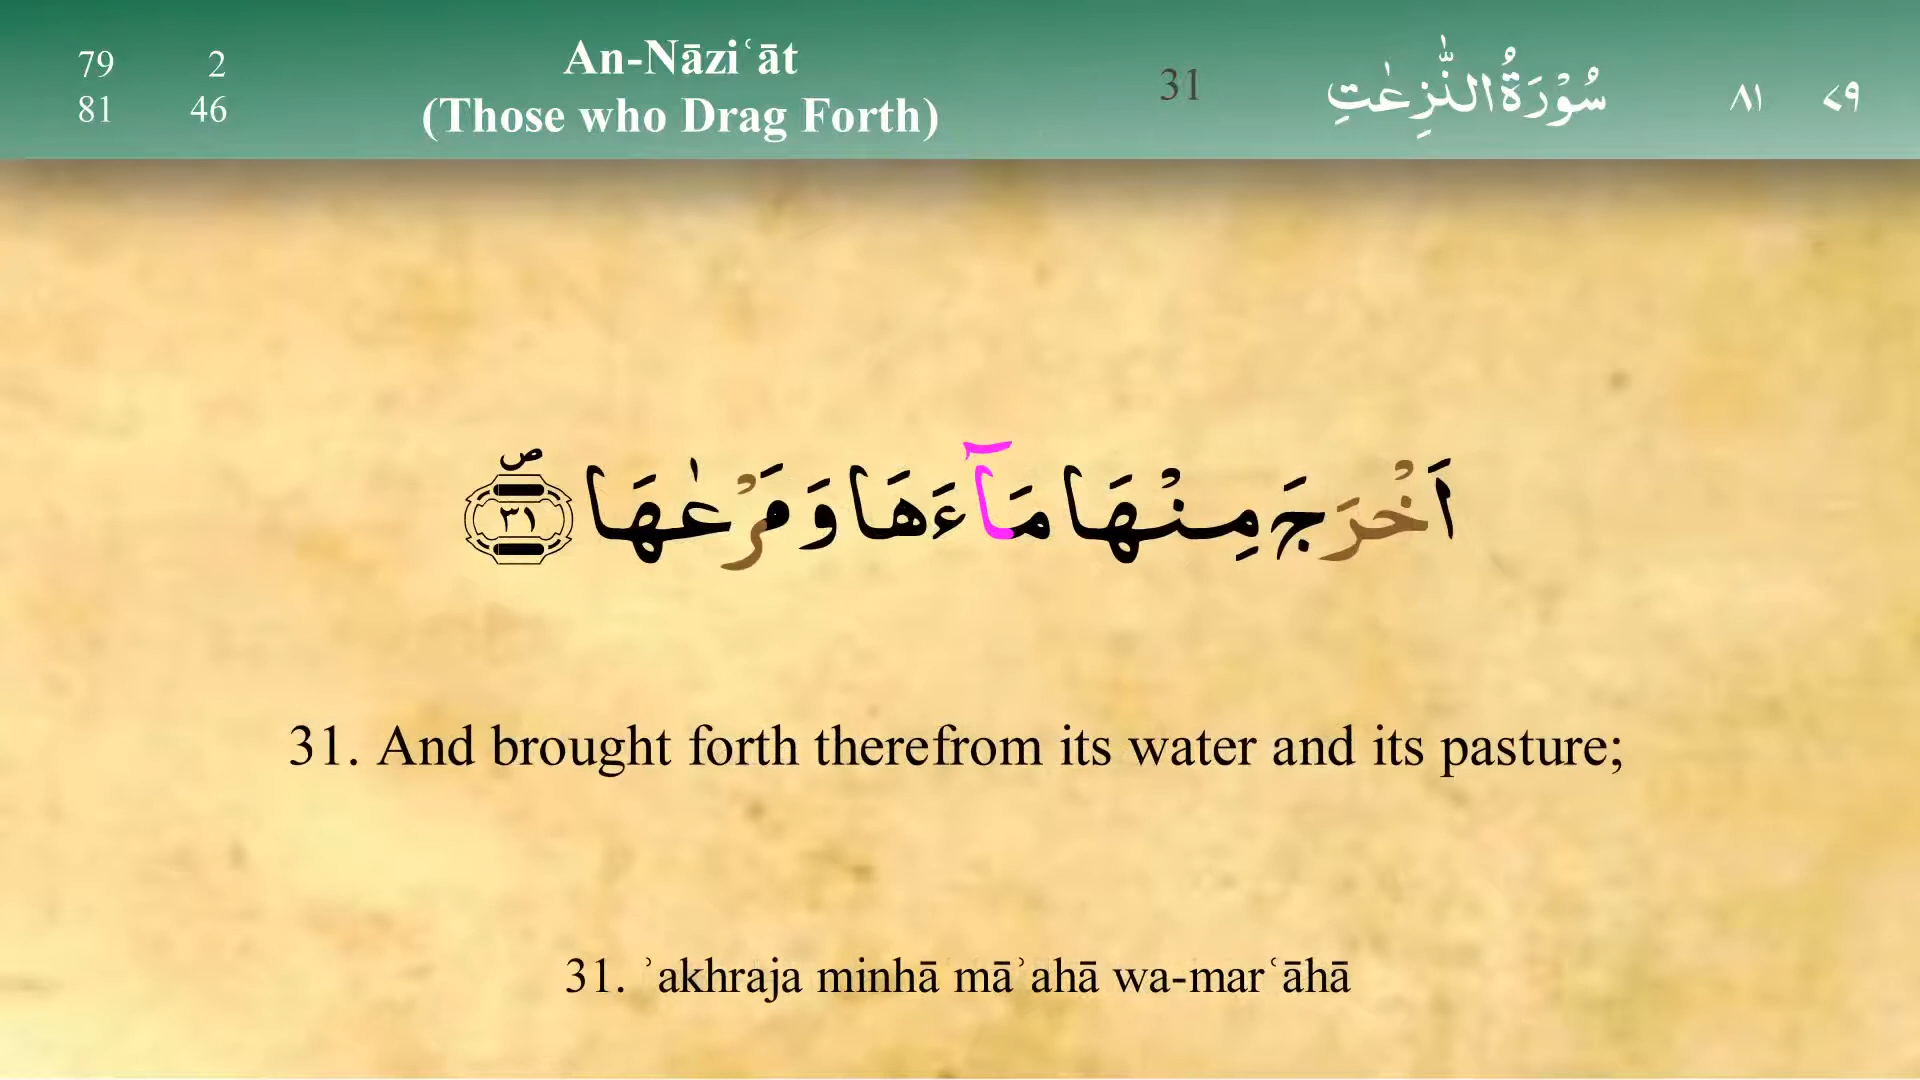 79 2
81 46
An-Nāziʿāt
(Those who Drag Forth)
31
سُوْرَةُ النّٰزِعٰتِ
٨١ ٧٩
اَخْرَجَ مِنْهَا مَآءَهَا وَمَرْعٰىهَا ۪ۙ ٣١
31. And brought forth therefrom its water and its pasture;
31. ʾakhraja minhā māʾahā wa-marʿāhā